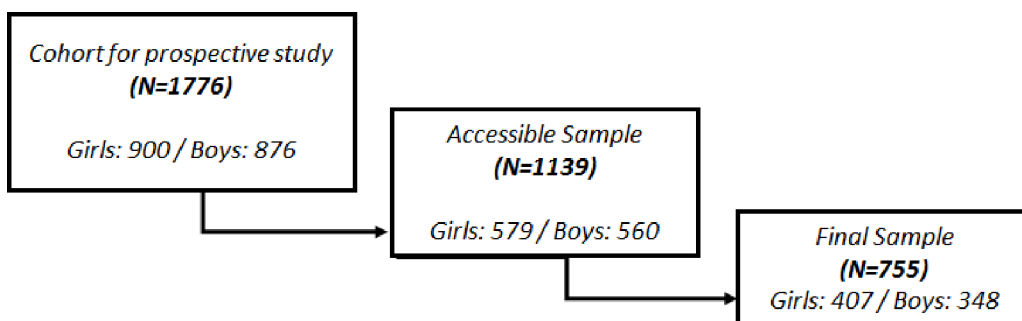 Cohort for prospective study
(N=1776)
Girls: 900 / Boys: 876
Accessible Sample
(N=1139)
Girls: 579 / Boys: 560
Final Sample
(N=755)
Girls: 407 / Boys: 348